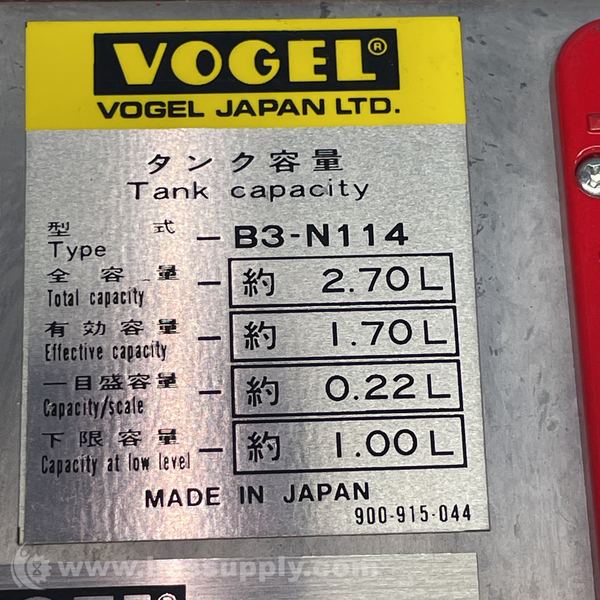 VOGEL®
VOGEL JAPAN LTD.
タンク容量
Tank capacity
型式
Type — B3-N114
全容量
Total capacity — 約 2.70L
有効容量
Effective capacity — 約 1.70L
一目盛容量
Capacity/scale — 約 0.22L
下限容量
Capacity at low level — 約 1.00L
MADE IN JAPAN
900-915-044